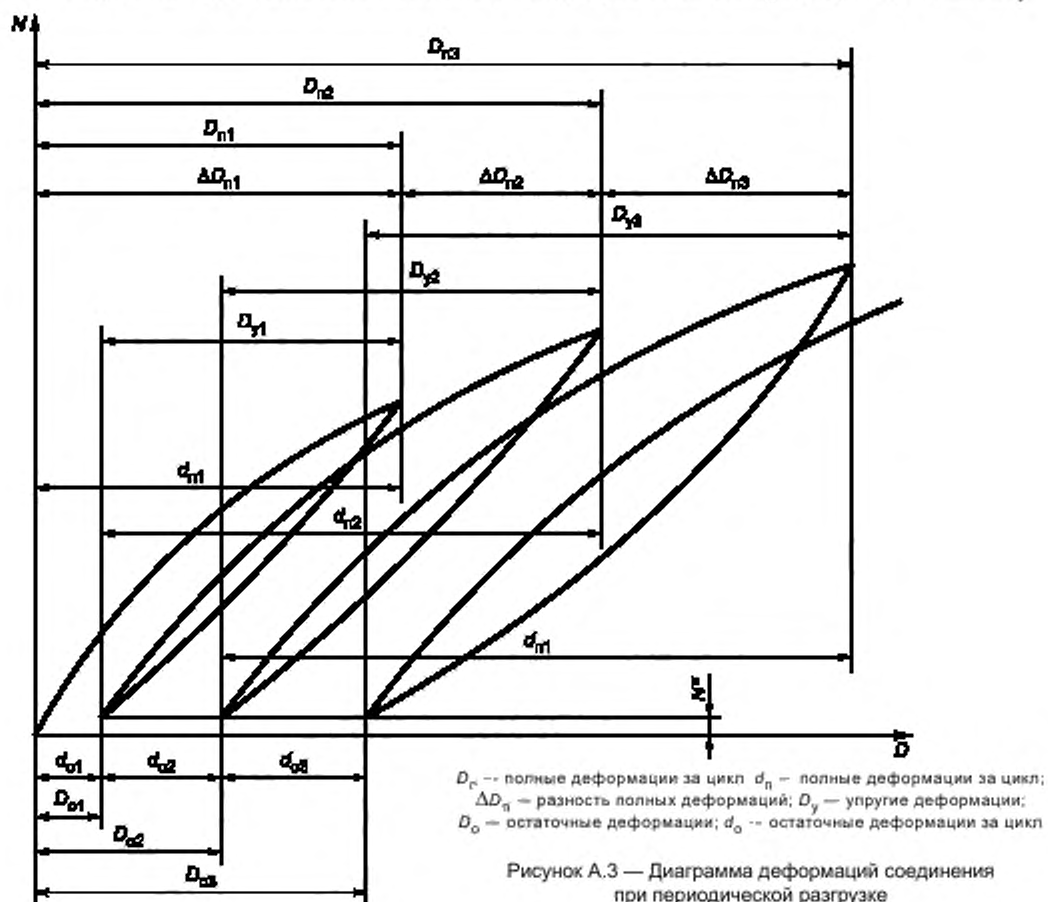 N
Dп3
Dп2
Dп1
ΔDп1 ΔDп2 ΔDп3
Dу3
Dу2
Dу1
dп1
dп2
dп1
D
dо1 dо2 dо3
Dо1
Dо2
Dо3
Dп -- полные деформации за цикл dп – полные деформации за цикл;
ΔDп – разность полных деформаций; Dу — упругие деформации;
Dо — остаточные деформации; dо -- остаточные деформации за цикл
Рисунок А.3 — Диаграмма деформаций соединения
при периодической разгрузке